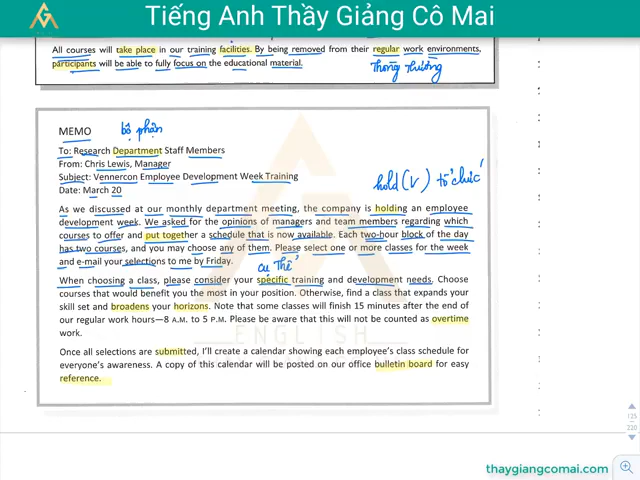 Tiếng Anh Thầy Giảng Cô Mai
All courses will take place in our training facilities. By being removed from their regular work environments,
participants will be able to fully focus on the educational material.
Thông thường
MEMO
bộ phận
To: Research Department Staff Members
From: Chris Lewis, Manager
Subject: Vennercon Employee Development Week Training
hold (v) tổ chức
Date: March 20
As we discussed at our monthly department meeting, the company is holding an employee
development week. We asked for the opinions of managers and team members regarding which
courses to offer and put together a schedule that is now available. Each two-hour block of the day
has two courses, and you may choose any of them. Please select one or more classes for the week
and e-mail your selections to me by Friday.
cụ thể
When choosing a class, please consider your specific training and development needs. Choose
courses that would benefit you the most in your position. Otherwise, find a class that expands your
skill set and broadens your horizons. Note that some classes will finish 15 minutes after the end of
our regular work hours—8 A.M. to 5 P.M. Please be aware that this will not be counted as overtime
work.
Once all selections are submitted, I'll create a calendar showing each employee's class schedule for
everyone's awareness. A copy of this calendar will be posted on our office bulletin board for easy
reference.
ENGLISH
125
220
thaygiangcomai.com